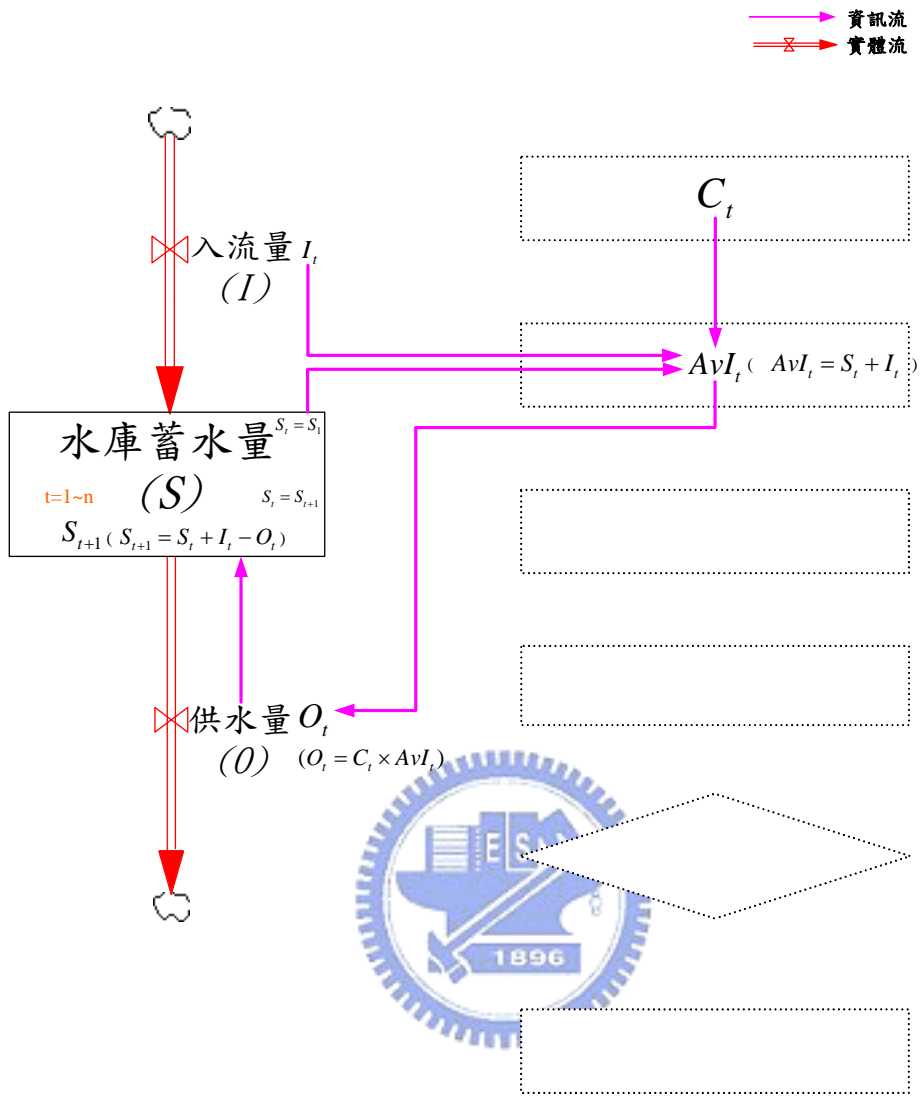 資訊流
實體流
C_t
入流量 I_t
(I)
AvI_t ( AvI_t = S_t + I_t )
水庫蓄水量 S_t = S_1
t=1~n (S) S_t = S_{t+1}
S_{t+1} ( S_{t+1} = S_t + I_t − O_t )
供水量 O_t
(O) (O_t = C_t × AvI_t)
E S
1896